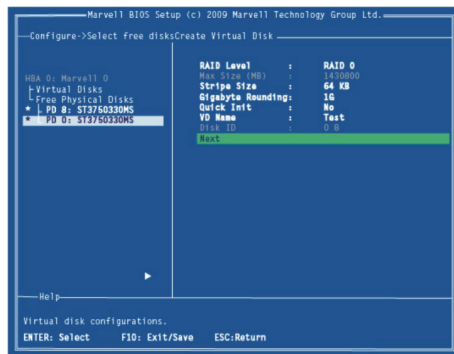 Marvell BIOS Setup (c) 2009 Marvell Technology Group Ltd.
Configure->Select free disksCreate Virtual Disk
HBA 0: Marvell 0
Virtual Disks
Free Physical Disks
* PD 8: ST3750330MS
* PD 0: ST3750330MS
RAID Level : RAID 0
Max Size (MB) : 1430800
Stripe Size : 64 KB
Gigabyte Rounding: 1G
Quick Init : No
VD Name : Test
Disk ID : 0 8
Next
Help
Virtual disk configurations.
ENTER: Select F10: Exit/Save ESC:Return